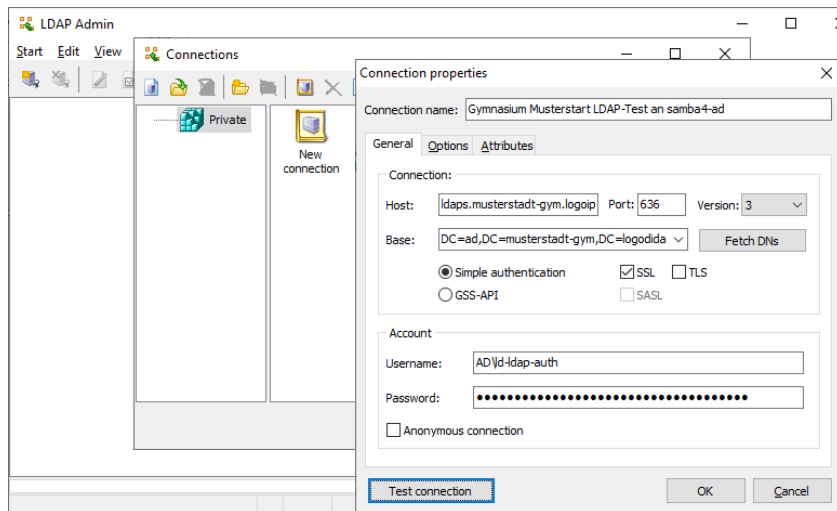 LDAP Admin
Start Edit View
Connections
Private
New
connection
Connection properties
Connection name: Gymnasium Musterstart LDAP-Test an samba4-ad
General Options Attributes
Connection:
Host: ldaps.musterstadt-gym.logoip Port: 636 Version: 3
Base: DC=ad,DC=musterstadt-gym,DC=logodida Fetch DNs
Simple authentication SSL TLS
GSS-API SASL
Account
Username: AD\ld-ldap-auth
Password: ••••••••••••••••••••••••••••••••••••
Anonymous connection
Test connection OK Cancel